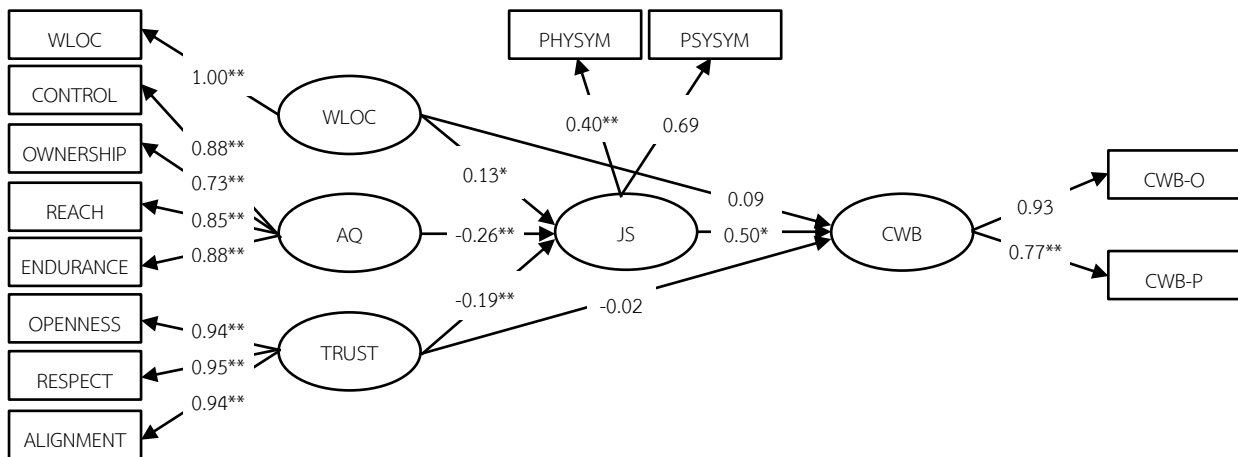 WLOC
CONTROL
OWNERSHIP
REACH
ENDURANCE
OPENNESS
RESPECT
ALIGNMENT
1.00**
0.88**
0.73**
0.85**
0.88**
0.94**
0.95**
0.94**
WLOC
AQ
TRUST
PHYSYM
PSYSYM
0.40**
0.69
0.13*
-0.26**
-0.19**
JS
0.09
0.50*
-0.02
CWB
0.93
0.77**
CWB-O
CWB-P